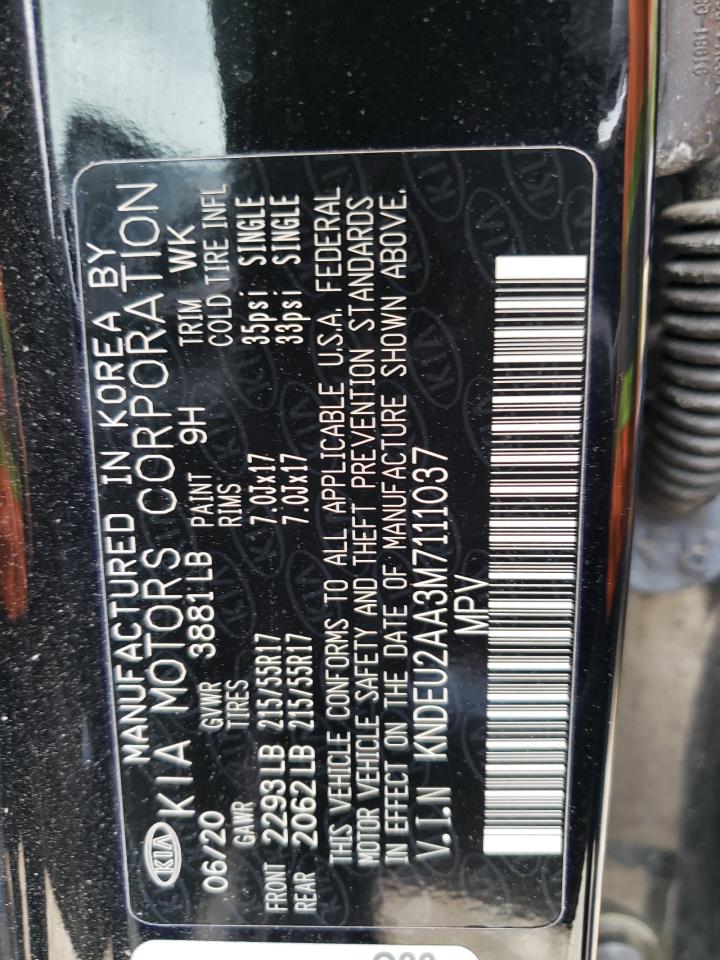 KIA
MANUFACTURED IN KOREA BY
KIA MOTORS CORPORATION
06/20 GVWR 3881LB PAINT 9H TRIM WK
GAWR TIRES RIMS COLD TIRE INFL
FRONT 2293LB 215/55R17 7.0Jx17 35psi SINGLE
REAR 2062LB 215/55R17 7.0Jx17 33psi SINGLE
THIS VEHICLE CONFORMS TO ALL APPLICABLE U.S.A. FEDERAL
MOTOR VEHICLE SAFETY AND THEFT PREVENTION STANDARDS
IN EFFECT ON THE DATE OF MANUFACTURE SHOWN ABOVE.
V.I.N KNDEU2AA3M7111037
MPV